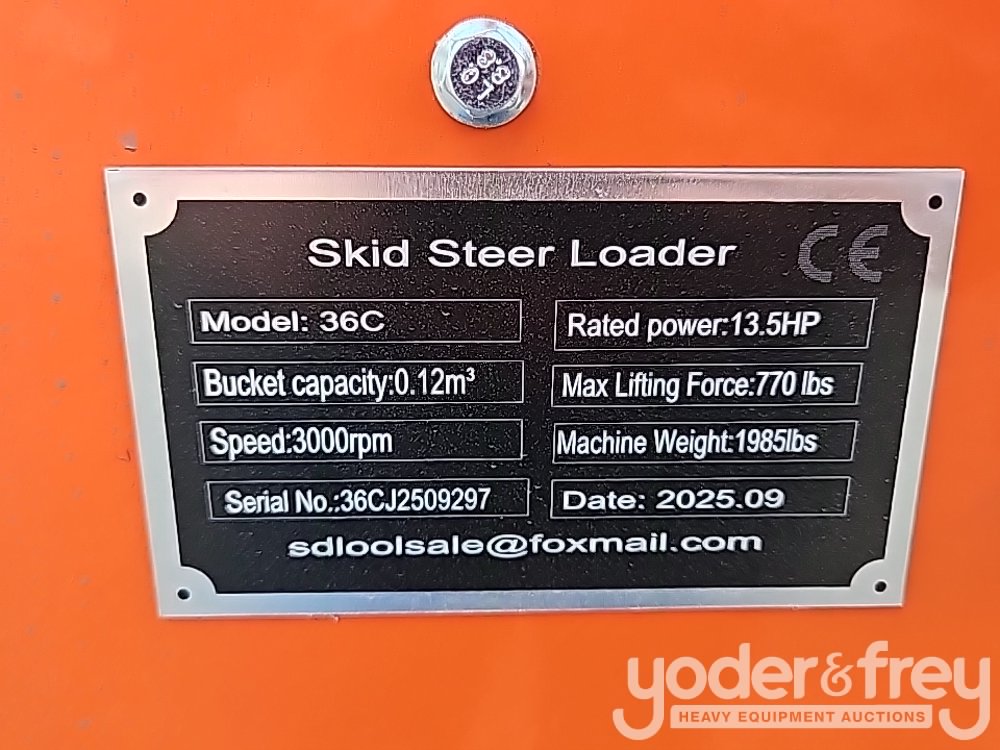 Skid Steer Loader
CE
Model: 36C
Rated power:13.5HP
Bucket capacity:0.12m³
Max Lifting Force:770 lbs
Speed:3000rpm
Machine Weight:1985lbs
Serial No.:36CJ2509297
Date: 2025.09
sdloolsale@foxmail.com
yoder&frey
HEAVY EQUIPMENT AUCTIONS